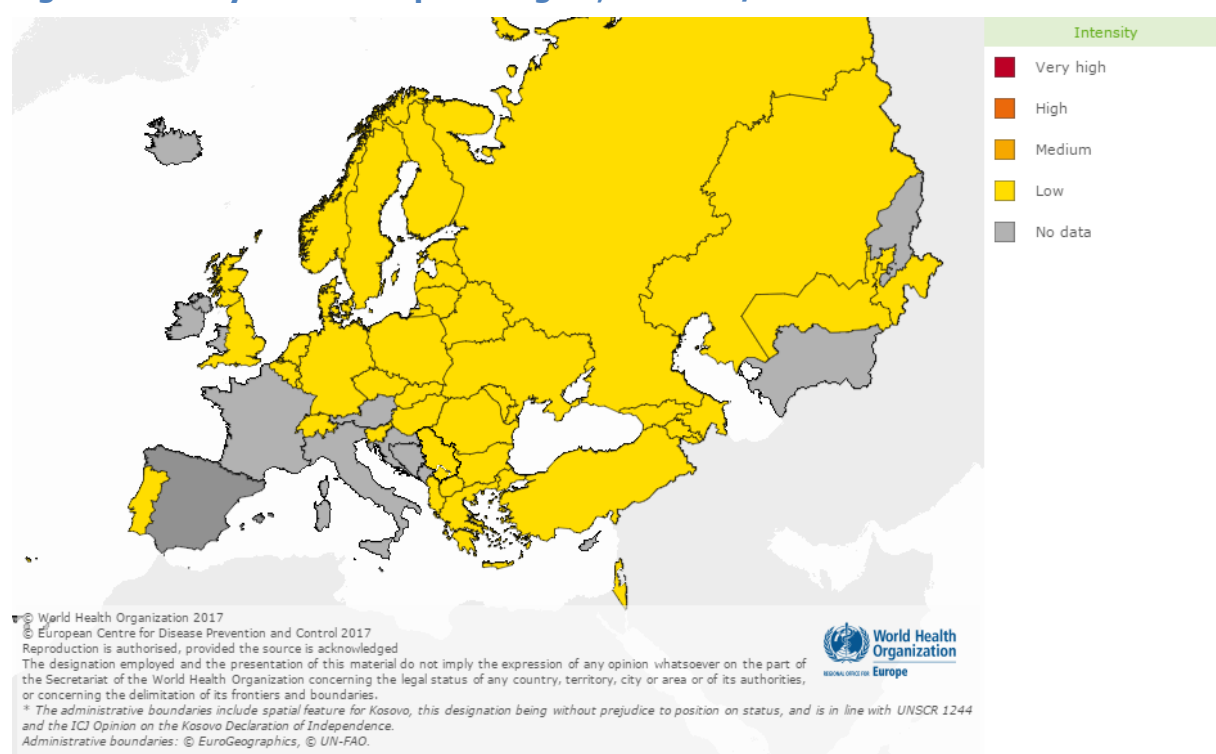 Intensity
Very high
High
Medium
Low
No data
© World Health Organization 2017
© European Centre for Disease Prevention and Control 2017
Reproduction is authorised, provided the source is acknowledged
The designation employed and the presentation of this material do not imply the expression of any opinion whatsoever on the part of
the Secretariat of the World Health Organization concerning the legal status of any country, territory, city or area or of its authorities,
or concerning the delimitation of its frontiers and boundaries.
* The administrative boundaries include spatial feature for Kosovo, this designation being without prejudice to position on status, and is in line with UNSCR 1244
and the ICJ Opinion on the Kosovo Declaration of Independence.
Administrative boundaries: © EuroGeographics, © UN-FAO.
World Health
Organization
REGIONAL OFFICE FOR Europe